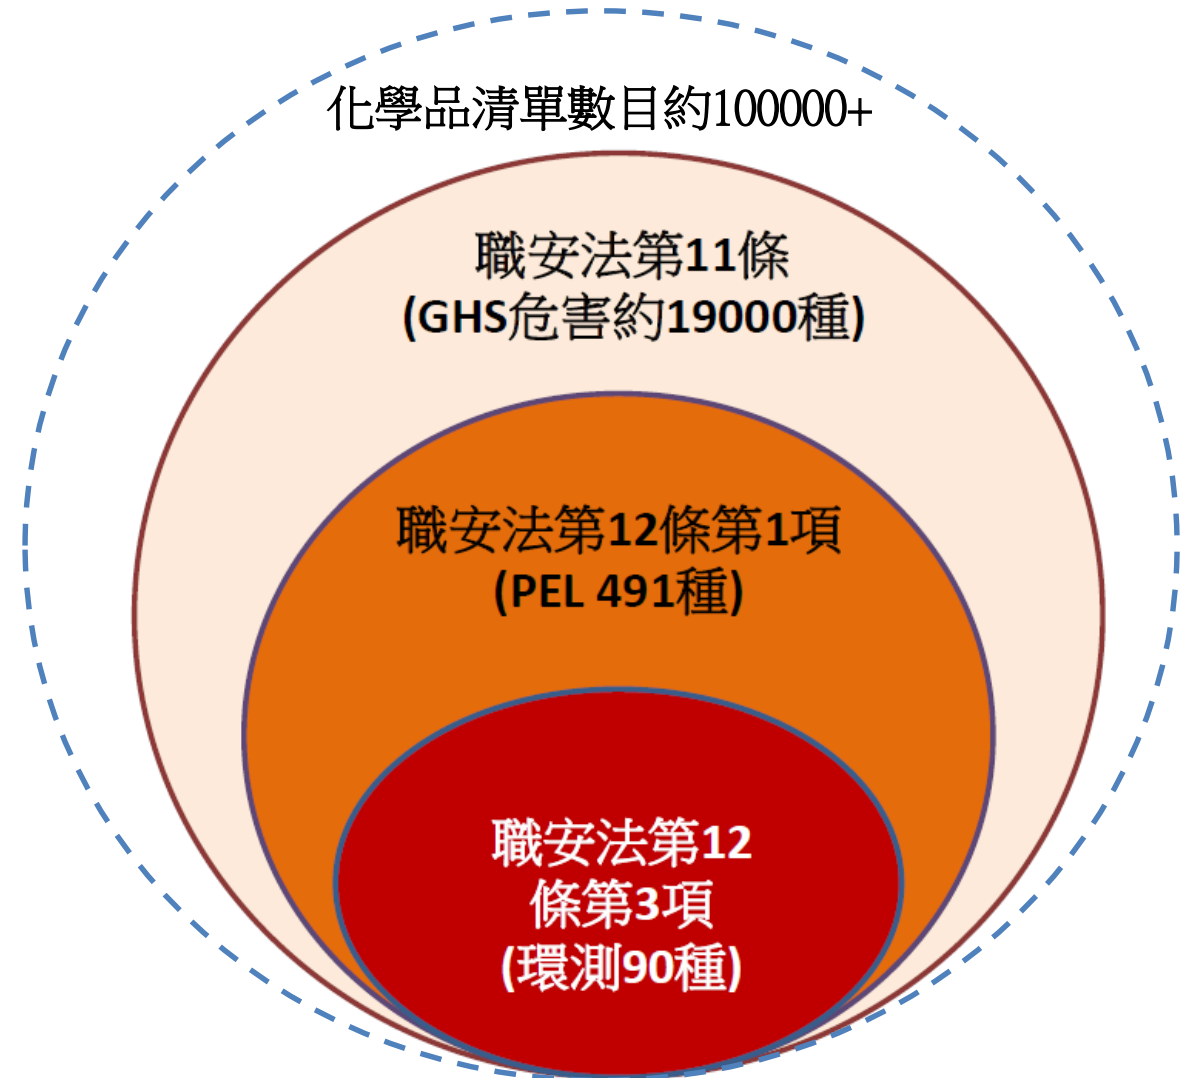 化學品清單數目約100000+
職安法第11條
(GHS危害約19000種)
職安法第12條第1項
(PEL 491種)
職安法第12
條第3項
(環測90種)